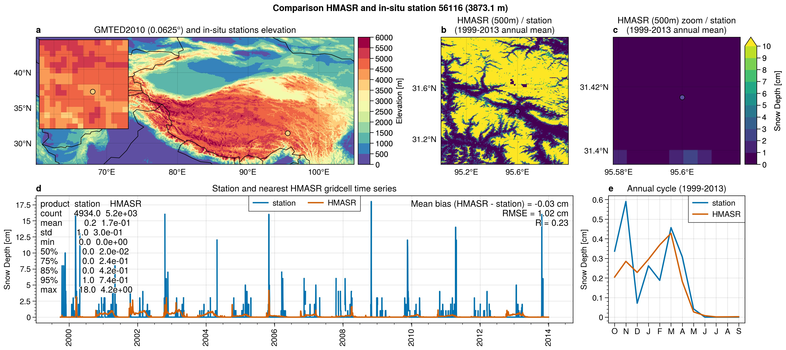 Comparison HMASR and in-situ station 56116 (3873.1 m)
a GMTED2010 (0.0625°) and in-situ stations elevation
40°N
35°N
30°N
70°E
90°E
100°E
6000
5500
5000
4500
4000
3500
3000
2500
2000
1500
1000
500
0
Elevation [m]
b HMASR (500m) / station
(1999-2013 annual mean)
31.6°N
31.2°N
95.2°E 95.6°E
c HMASR (500m) zoom / station
(1999-2013 annual mean)
31.42°N
31.4°N
95.58°E 95.6°E
10
9
8
7
6
5
4
3
2
1
0
Snow Depth [cm]
d Station and nearest HMASR gridcell time series
product station HMASR
count 4934.0 5.2e+03
mean 0.2 1.7e-01
std 1.0 3.0e-01
min 0.0 0.0e+00
50% 0.0 2.0e-02
75% 0.0 2.4e-01
85% 0.0 4.2e-01
95% 1.0 7.4e-01
max 18.0 4.2e+00
station HMASR
Mean bias (HMASR - station) = -0.03 cm
RMSE = 1.02 cm
R = 0.23
17.5
15.0
12.5
10.0
7.5
5.0
2.5
0.0
Snow Depth [cm]
2000 2002 2004 2006 2008 2010 2012 2014
e Annual cycle (1999-2013)
station
HMASR
0.6
0.5
0.4
0.3
0.2
0.1
0
Snow Depth [cm]
O N D J F M A M J J A S